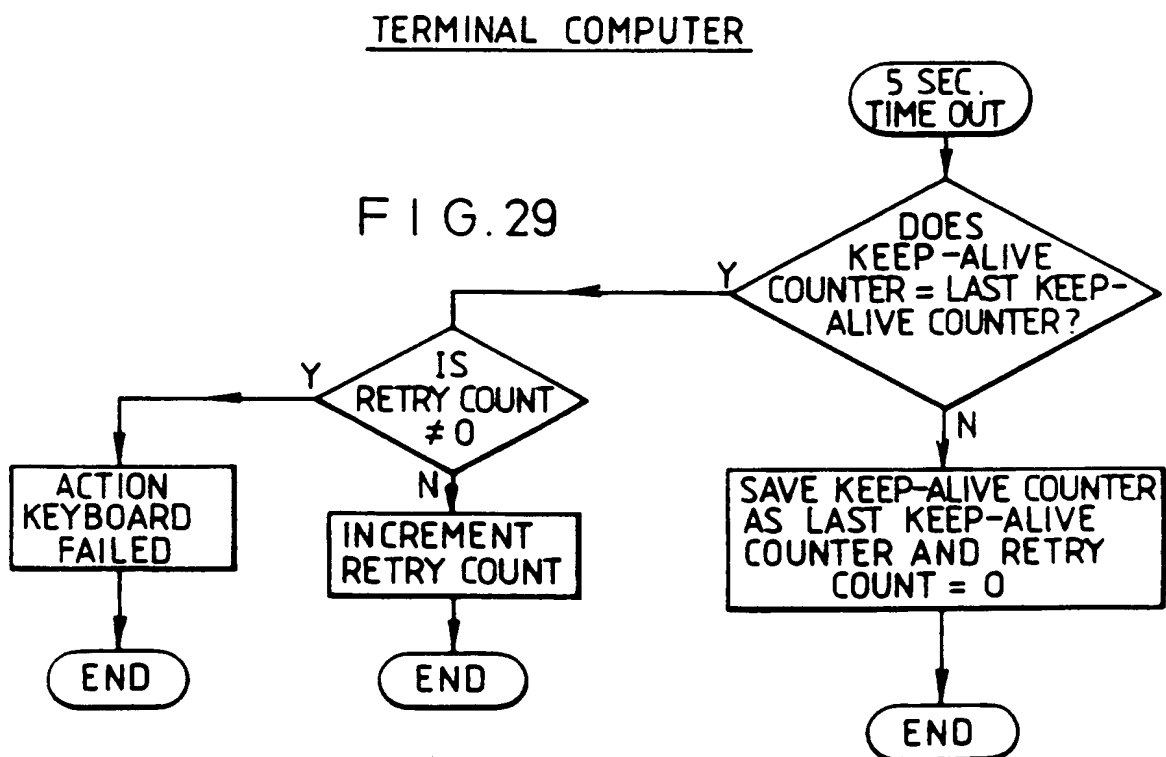 TERMINAL COMPUTER
5 SEC.
TIME OUT
FIG.29
DOES
KEEP-ALIVE
COUNTER = LAST KEEP-
ALIVE COUNTER?
Y
N
IS
RETRY COUNT
≠ 0
Y
N
ACTION
KEYBOARD
FAILED
INCREMENT
RETRY COUNT
SAVE KEEP-ALIVE COUNTER
AS LAST KEEP-ALIVE
COUNTER AND RETRY
COUNT = 0
END
END
END